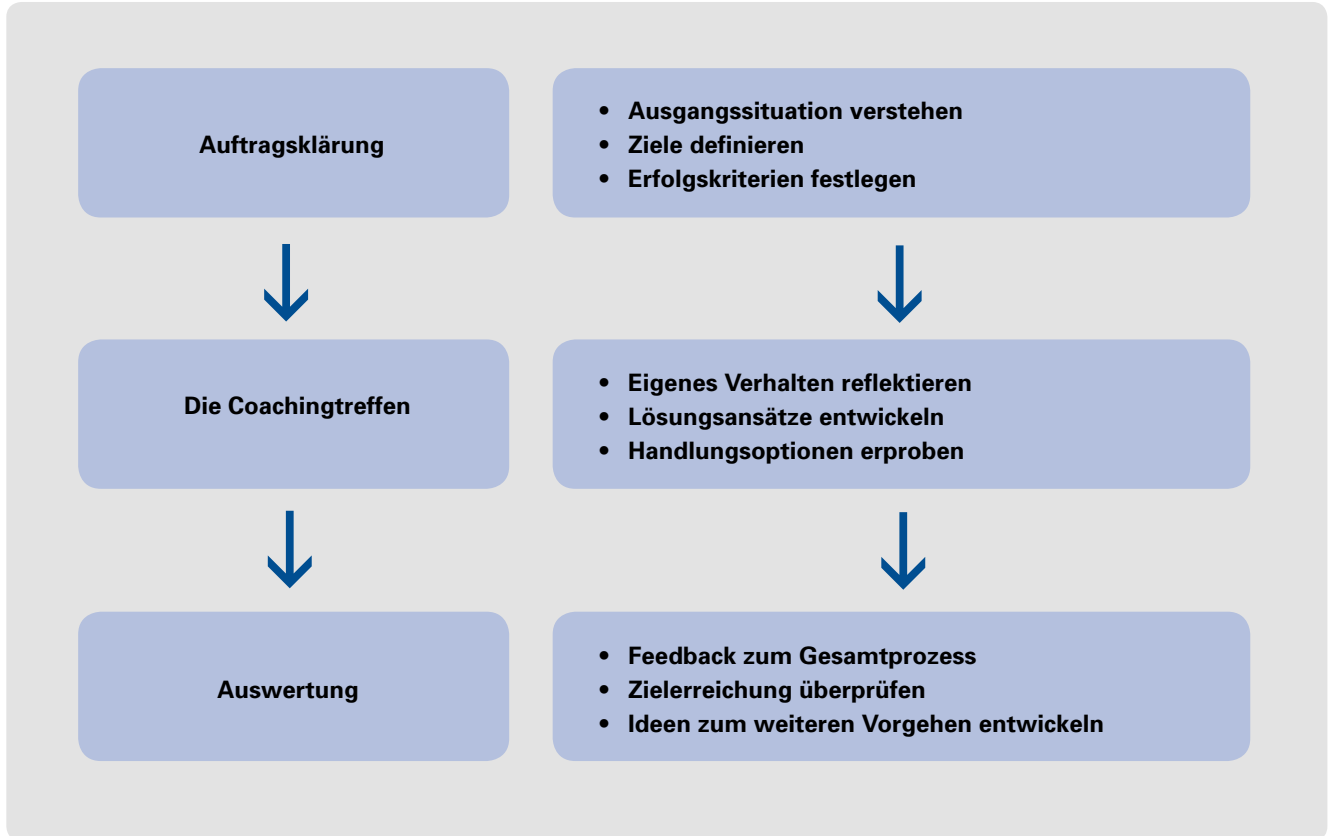 Auftragsklärung
• Ausgangssituation verstehen
• Ziele definieren
• Erfolgskriterien festlegen
Die Coachingtreffen
• Eigenes Verhalten reflektieren
• Lösungsansätze entwickeln
• Handlungsoptionen erproben
Auswertung
• Feedback zum Gesamtprozess
• Zielerreichung überprüfen
• Ideen zum weiteren Vorgehen entwickeln